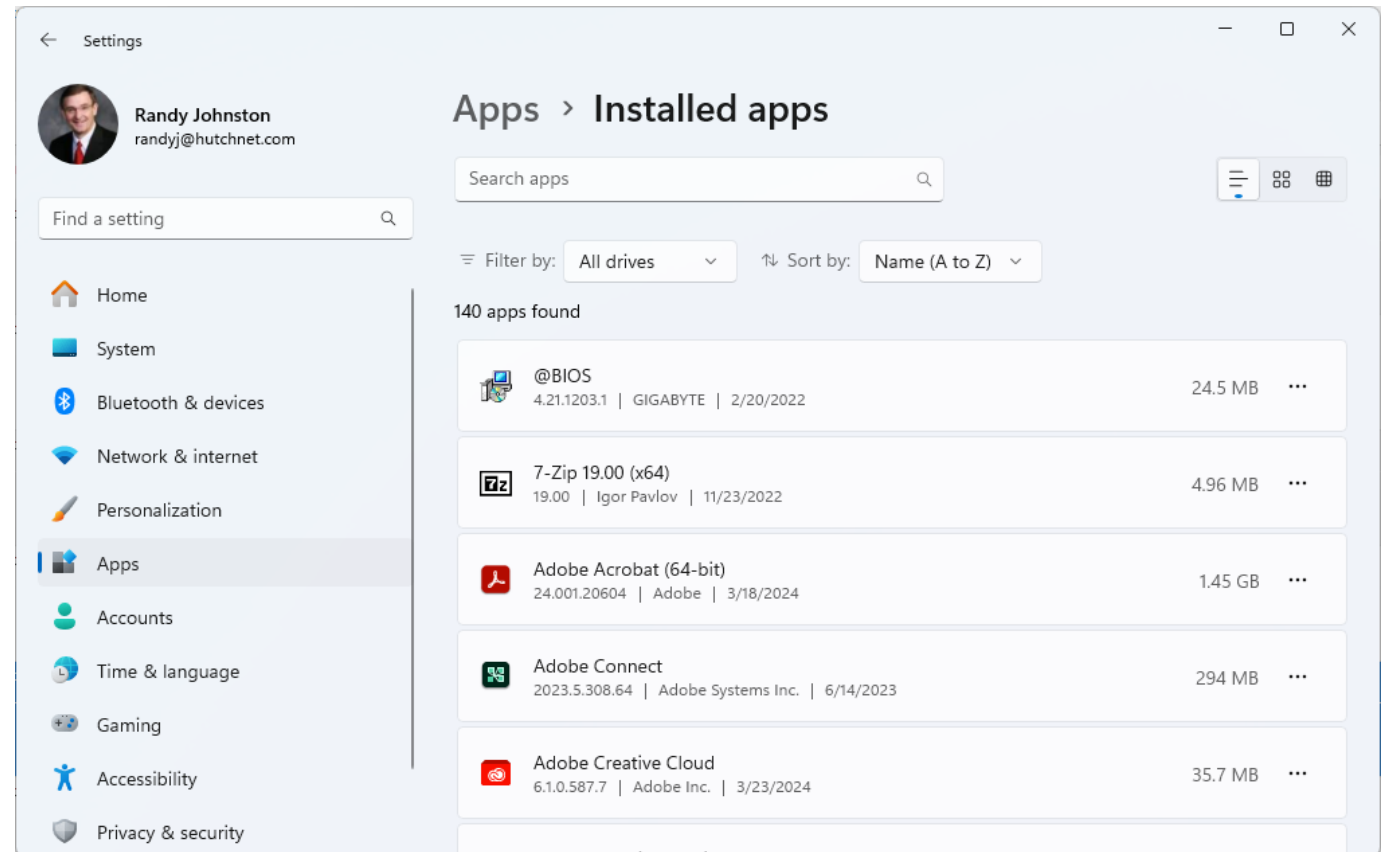 Settings
Randy Johnston
randyj@hutchnet.com
Find a setting
Home
System
Bluetooth & devices
Network & internet
Personalization
Apps
Accounts
Time & language
Gaming
Accessibility
Privacy & security
Apps > Installed apps
Search apps
Filter by: All drives Sort by: Name (A to Z)
140 apps found
@BIOS
4.21.1203.1 | GIGABYTE | 2/20/2022
24.5 MB
7z
7-Zip 19.00 (x64)
19.00 | Igor Pavlov | 11/23/2022
4.96 MB
Adobe Acrobat (64-bit)
24.001.20604 | Adobe | 3/18/2024
1.45 GB
Adobe Connect
2023.5.308.64 | Adobe Systems Inc. | 6/14/2023
294 MB
Adobe Creative Cloud
6.1.0.587.7 | Adobe Inc. | 3/23/2024
35.7 MB